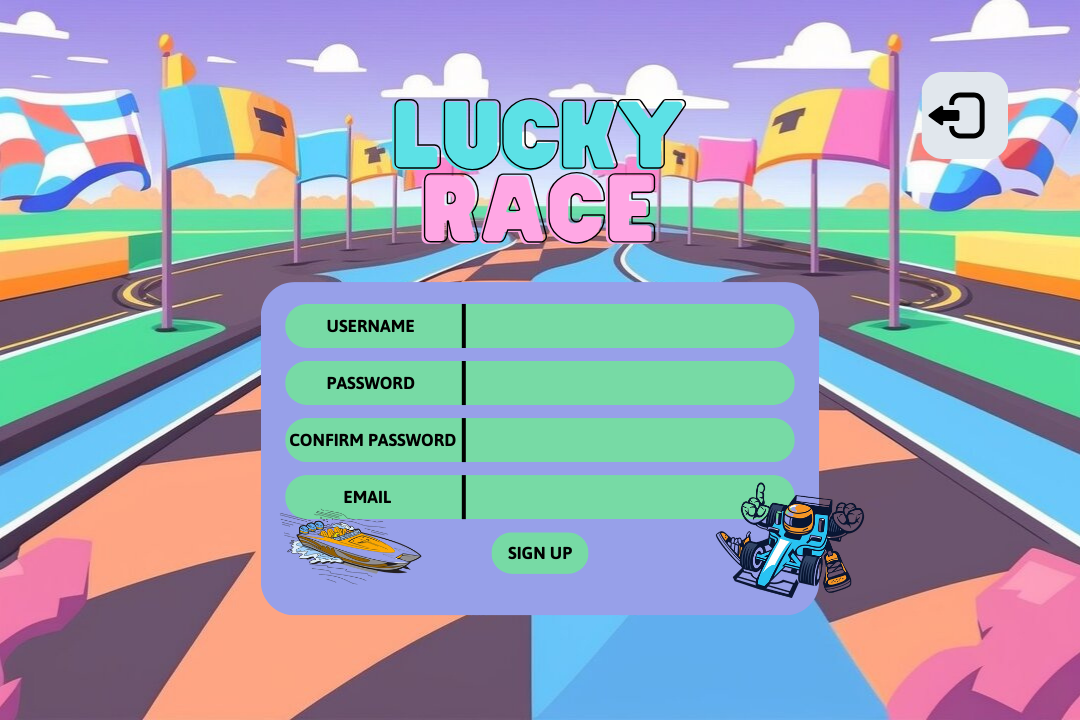 LUCKY
RACE
USERNAME
PASSWORD
CONFIRM PASSWORD
EMAIL
SIGN UP